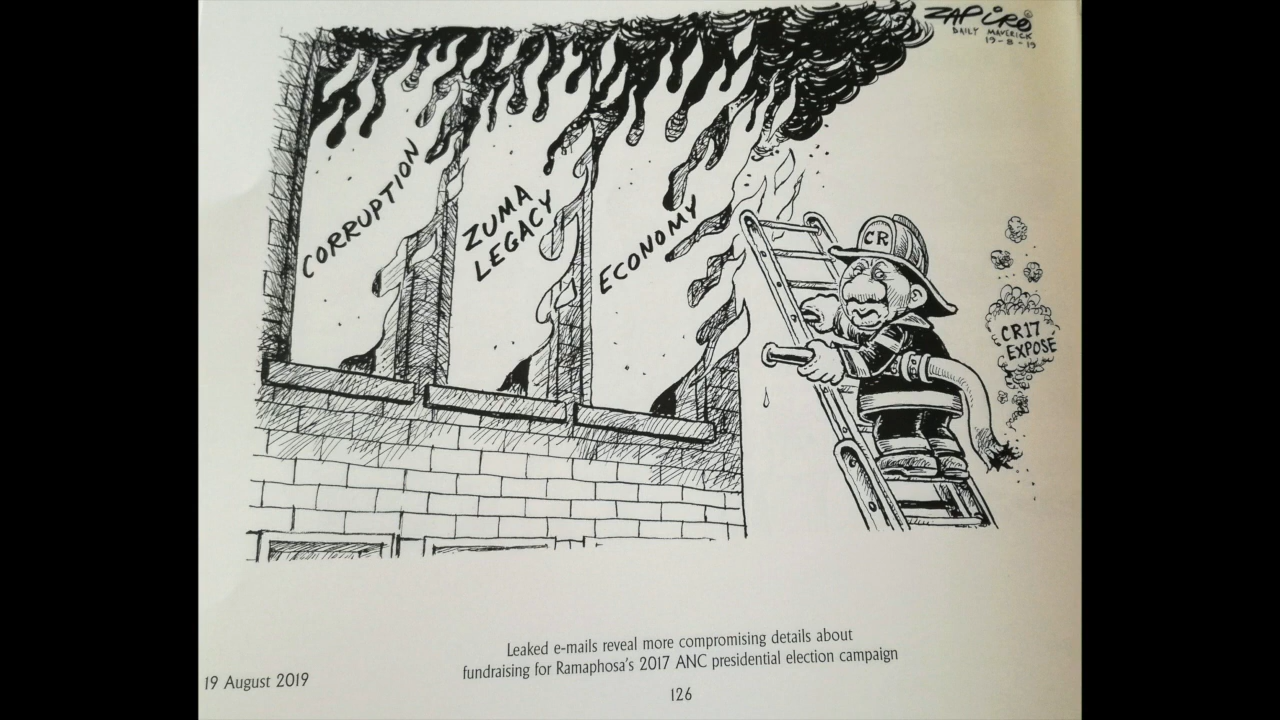 ZAPIRO
DAILY MAVERICK
19-8-19
CORRUPTION
ZUMA
LEGACY
ECONOMY
CR
CR17
EXPOSE
Leaked e-mails reveal more compromising details about
fundraising for Ramaphosa's 2017 ANC presidential election campaign
19 August 2019
126